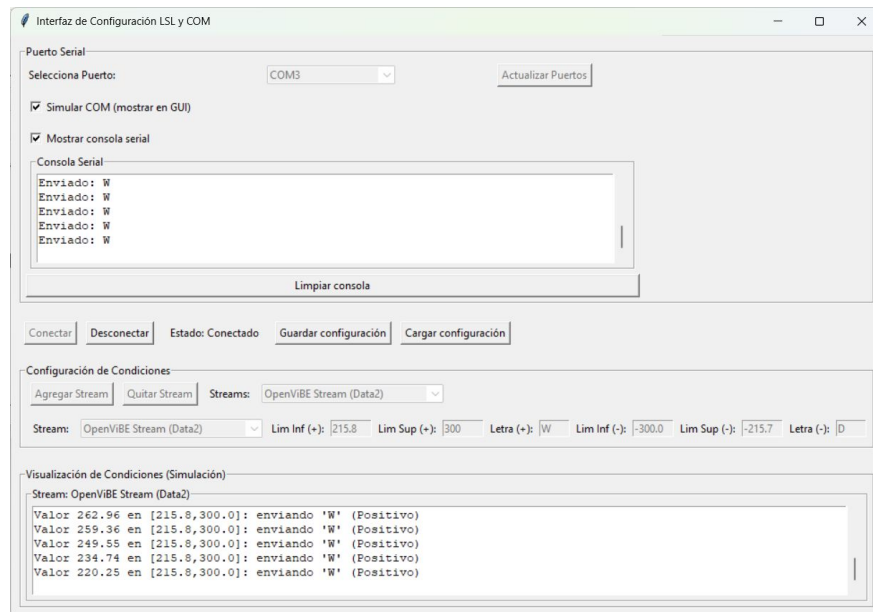 Interfaz de Configuración LSL y COM
Puerto Serial
Selecciona Puerto: COM3 Actualizar Puertos
Simular COM (mostrar en GUI)
Mostrar consola serial
Consola Serial
Enviado: W
Enviado: W
Enviado: W
Enviado: W
Enviado: W
Limpiar consola
Conectar Desconectar Estado: Conectado Guardar configuración Cargar configuración
Configuración de Condiciones
Agregar Stream Quitar Stream Streams: OpenViBE Stream (Data2)
Stream: OpenViBE Stream (Data2) Lim Inf (+): 215.8 Lim Sup (+): 300 Letra (+): W Lim Inf (-): -300.0 Lim Sup (-): -215.7 Letra (-): D
Visualización de Condiciones (Simulación)
Stream: OpenViBE Stream (Data2)
Valor 262.96 en [215.8,300.0]: enviando 'W' (Positivo)
Valor 259.36 en [215.8,300.0]: enviando 'W' (Positivo)
Valor 249.55 en [215.8,300.0]: enviando 'W' (Positivo)
Valor 234.74 en [215.8,300.0]: enviando 'W' (Positivo)
Valor 220.25 en [215.8,300.0]: enviando 'W' (Positivo)